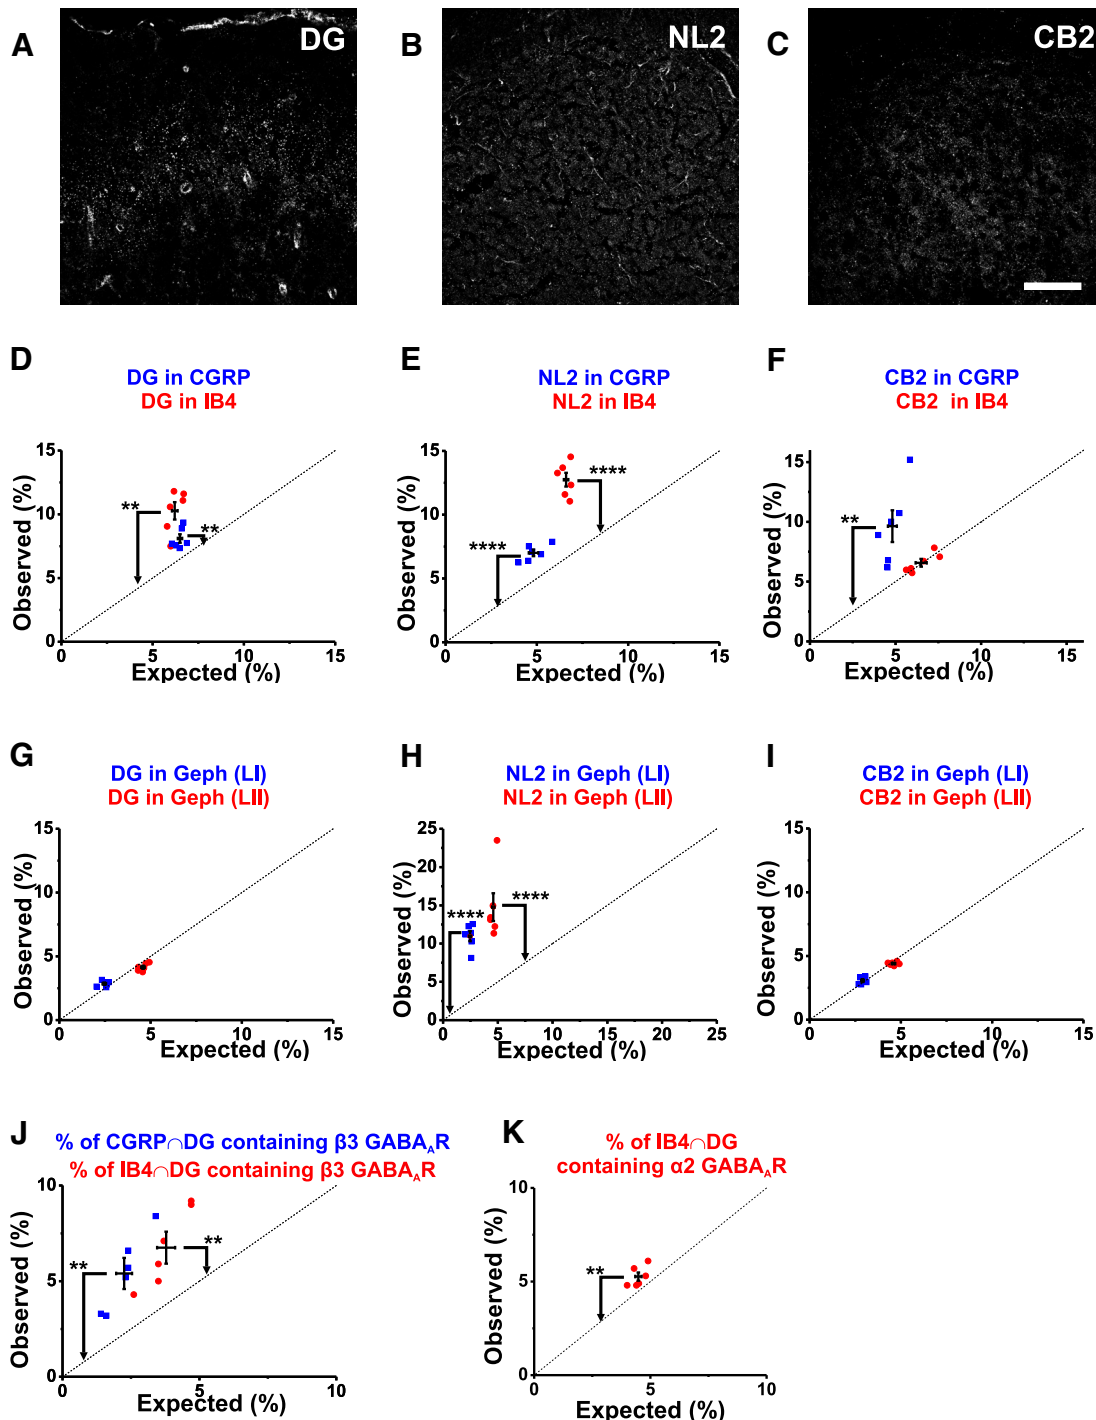 A
DG
B
NL2
C
CB2
D
DG in CGRP
DG in IB4
Observed (%)
15
10
5
0
**
**
0
5
10
15
Expected (%)
E
NL2 in CGRP
NL2 in IB4
Observed (%)
15
10
5
0
****
****
0
5
10
15
Expected (%)
F
CB2 in CGRP
CB2 in IB4
Observed (%)
15
10
5
0
**
0
5
10
15
Expected (%)
G
DG in Geph (LI)
DG in Geph (LII)
Observed (%)
15
10
5
0
0
5
10
15
Expected (%)
H
NL2 in Geph (LI)
NL2 in Geph (LII)
Observed (%)
25
20
15
10
5
0
****
****
0
5
10
15
20
25
Expected (%)
I
CB2 in Geph (LI)
CB2 in Geph (LII)
Observed (%)
15
10
5
0
0
5
10
15
Expected (%)
J
% of CGRP∩DG containing β3 GABA_AR
% of IB4∩DG containing β3 GABA_AR
Observed (%)
10
5
0
**
**
0
5
10
Expected (%)
K
% of IB4∩DG
containing α2 GABA_AR
Observed (%)
10
5
0
**
0
5
10
Expected (%)